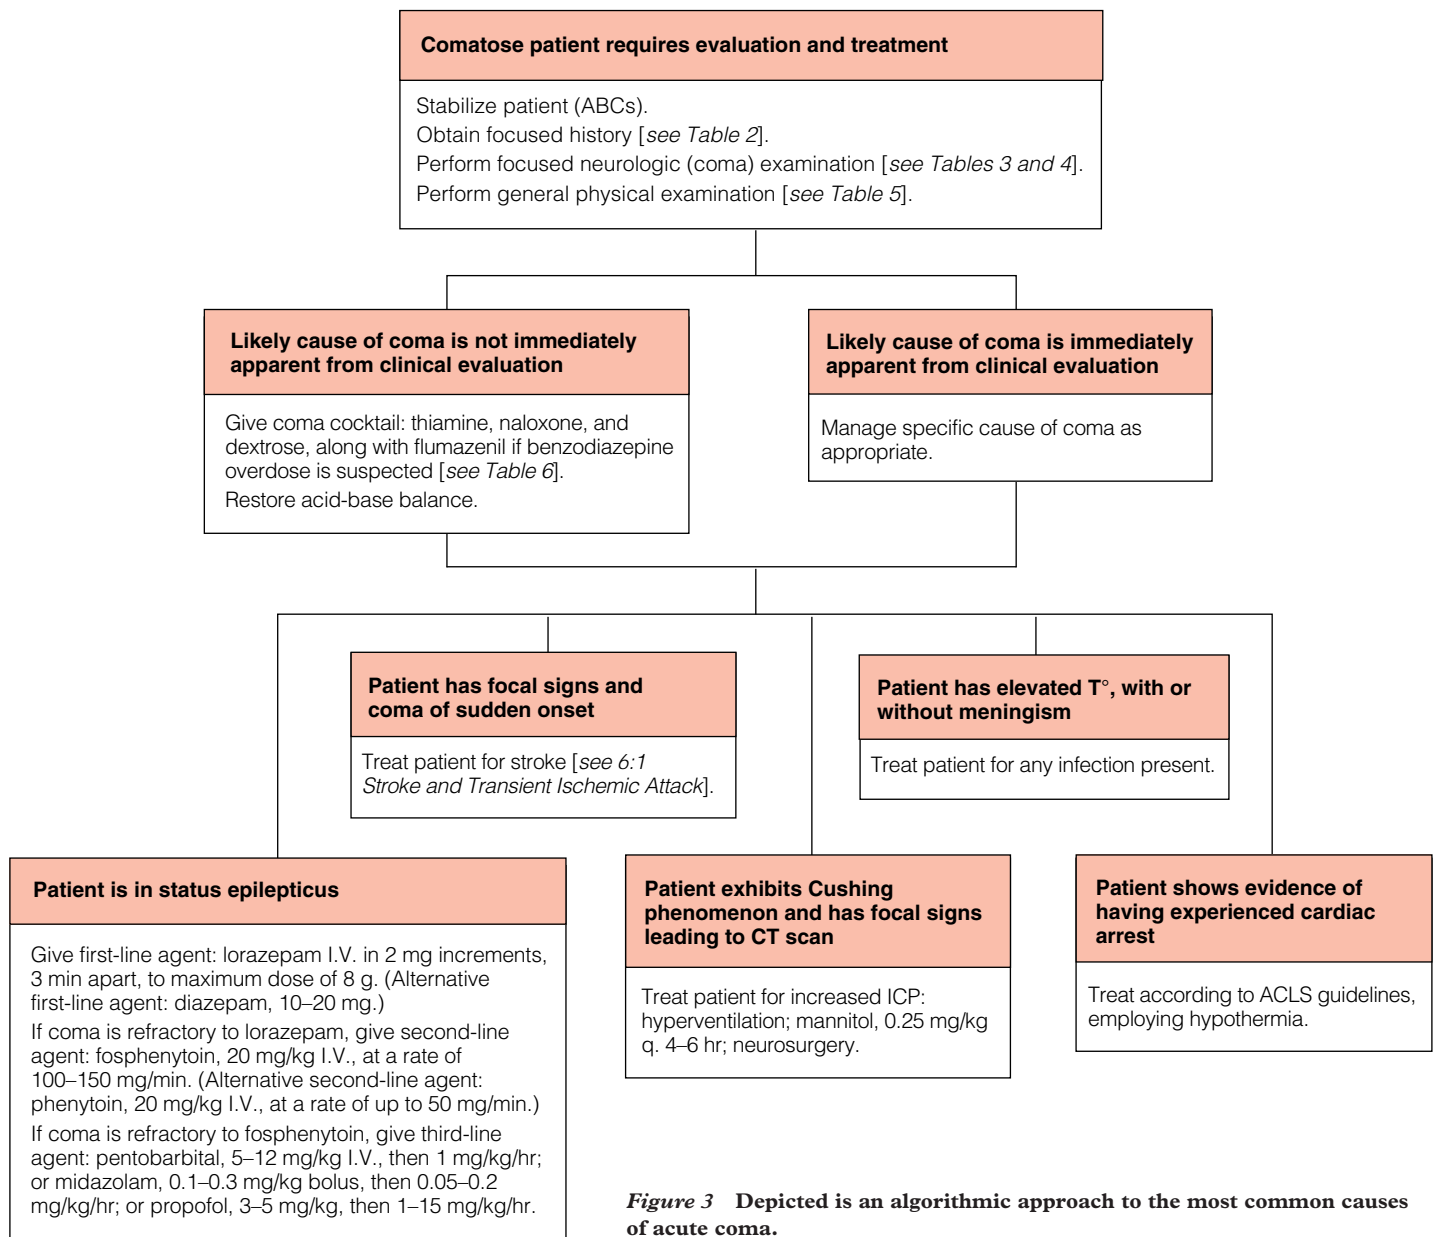 Comatose patient requires evaluation and treatment
Stabilize patient (ABCs).
Obtain focused history [see Table 2].
Perform focused neurologic (coma) examination [see Tables 3 and 4].
Perform general physical examination [see Table 5].
Likely cause of coma is not immediately
apparent from clinical evaluation
Give coma cocktail: thiamine, naloxone, and
dextrose, along with flumazenil if benzodiazepine
overdose is suspected [see Table 6].
Restore acid-base balance.
Likely cause of coma is immediately
apparent from clinical evaluation
Manage specific cause of coma as
appropriate.
Patient has focal signs and
coma of sudden onset
Treat patient for stroke [see 6:1
Stroke and Transient Ischemic Attack].
Patient has elevated T°, with or
without meningism
Treat patient for any infection present.
Patient is in status epilepticus
Give first-line agent: lorazepam I.V. in 2 mg increments,
3 min apart, to maximum dose of 8 g. (Alternative
first-line agent: diazepam, 10–20 mg.)
If coma is refractory to lorazepam, give second-line
agent: fosphenytoin, 20 mg/kg I.V., at a rate of
100–150 mg/min. (Alternative second-line agent:
phenytoin, 20 mg/kg I.V., at a rate of up to 50 mg/min.)
If coma is refractory to fosphenytoin, give third-line
agent: pentobarbital, 5–12 mg/kg I.V., then 1 mg/kg/hr;
or midazolam, 0.1–0.3 mg/kg bolus, then 0.05–0.2
mg/kg/hr; or propofol, 3–5 mg/kg, then 1–15 mg/kg/hr.
Patient exhibits Cushing
phenomenon and has focal signs
leading to CT scan
Treat patient for increased ICP:
hyperventilation; mannitol, 0.25 mg/kg
q. 4–6 hr; neurosurgery.
Patient shows evidence of
having experienced cardiac
arrest
Treat according to ACLS guidelines,
employing hypothermia.
Figure 3 Depicted is an algorithmic approach to the most common causes
of acute coma.